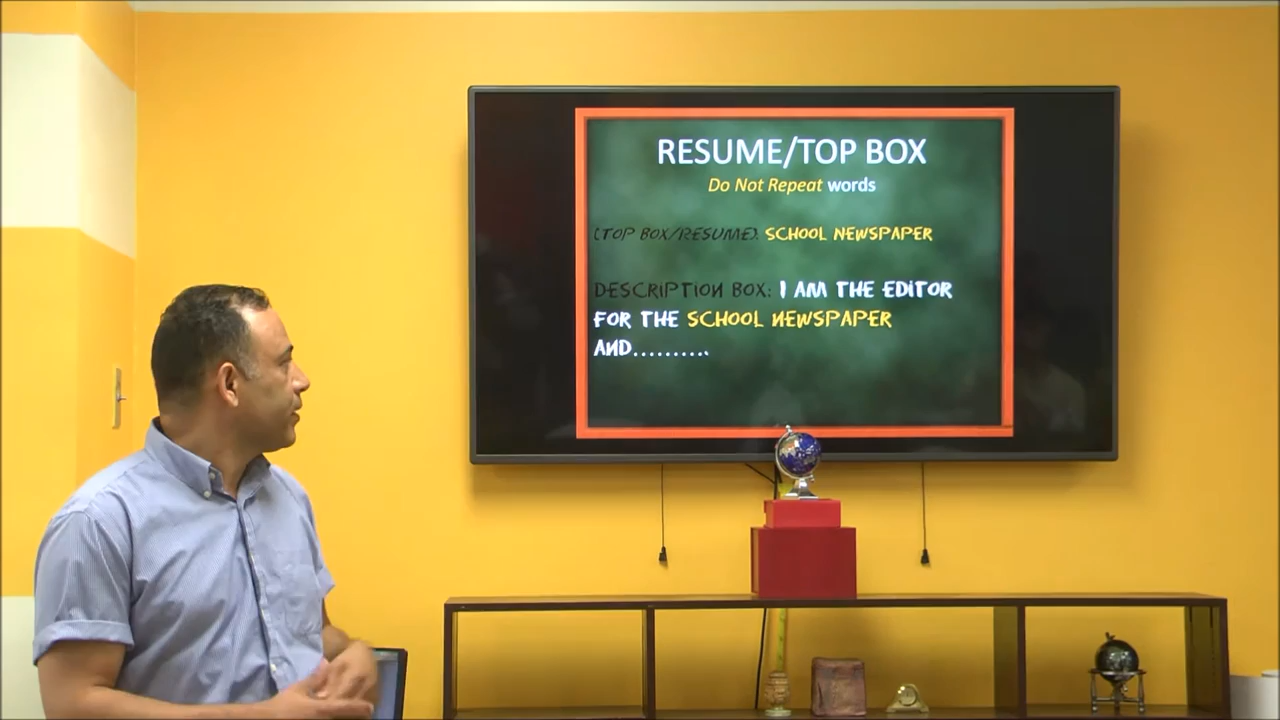 RESUME/TOP BOX
Do Not Repeat words
(TOP BOX/RESUME): SCHOOL NEWSPAPER
DESCRIPTION BOX: I AM THE EDITOR
FOR THE SCHOOL NEWSPAPER
AND..........